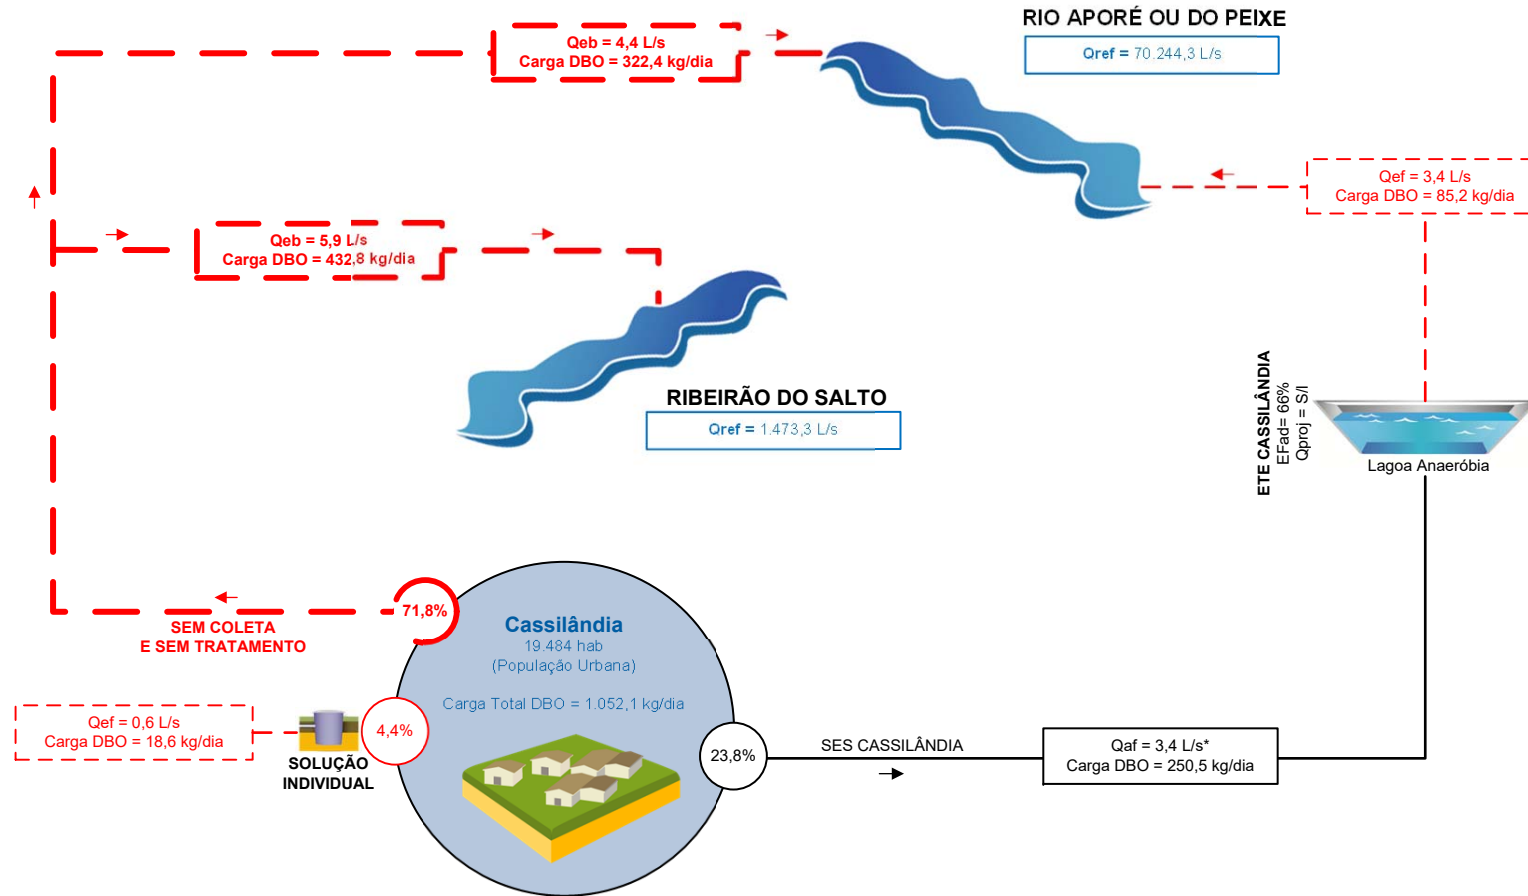 RIO APORÉ OU DO PEIXE
Qref = 70.244,3 L/s
Qeb = 4,4 L/s
Carga DBO = 322,4 kg/dia
Qef = 3,4 L/s
Carga DBO = 85,2 kg/dia
Qeb = 5,9 L/s
Carga DBO = 432,8 kg/dia
RIBEIRÃO DO SALTO
Qref = 1.473,3 L/s
ETE CASSILÂNDIA
EFad= 66%
Qproj = S/I
Lagoa Anaeróbia
71,8%
SEM COLETA
E SEM TRATAMENTO
Cassilândia
19.484 hab
(População Urbana)
Carga Total DBO = 1.052,1 kg/dia
Qef = 0,6 L/s
Carga DBO = 18,6 kg/dia
4,4%
SOLUÇÃO
INDIVIDUAL
23,8%
SES CASSILÂNDIA
Qaf = 3,4 L/s*
Carga DBO = 250,5 kg/dia